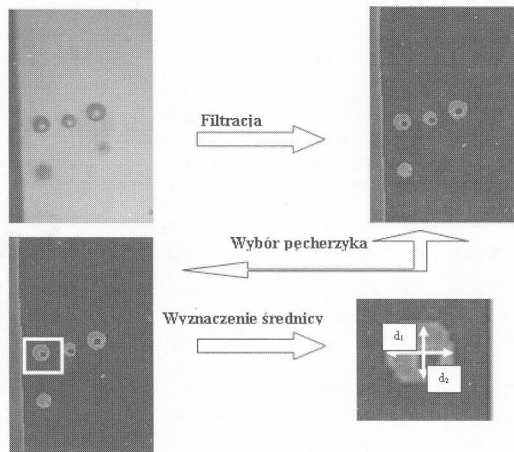 Filtracja
Wybór pęcherzyka
Wyznaczenie średnicy
d₁
d₂